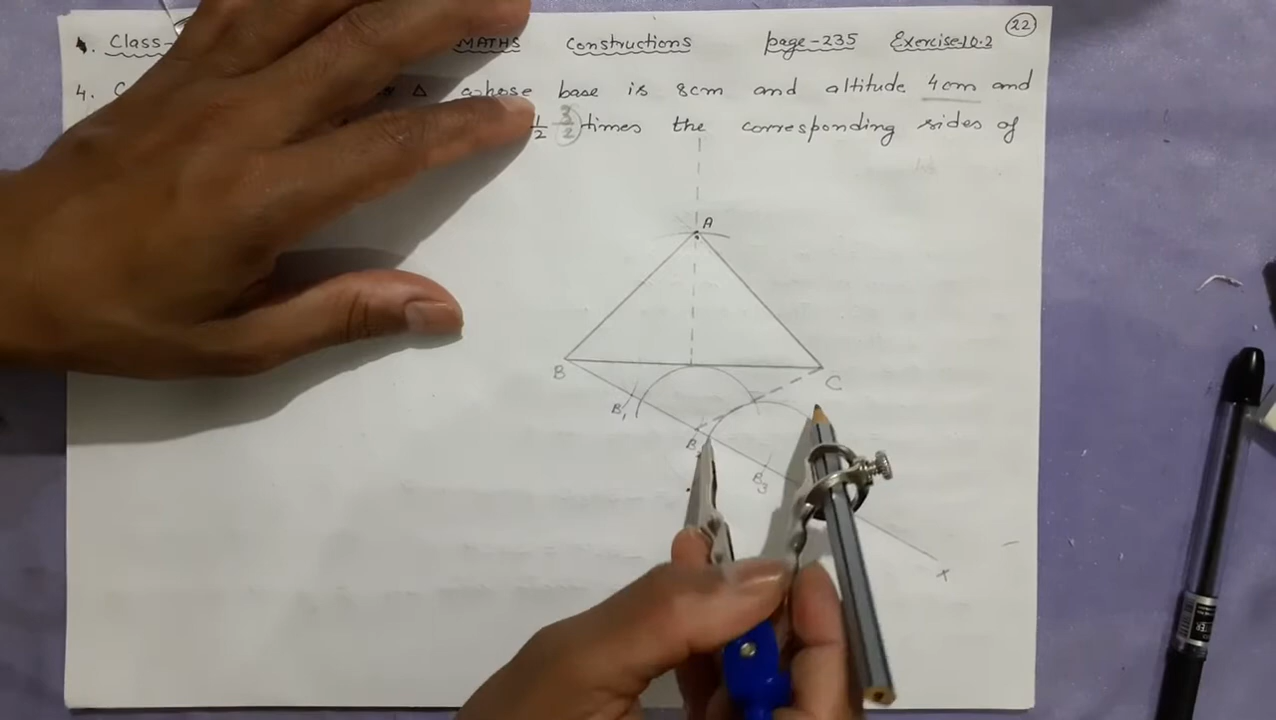 Class- MATHS Constructions page-235 Exercise 10.2 22
4. Δ whose base is 8cm and altitude 4cm and
1/2 3/2 times the corresponding sides of
A
B
C
B1
B
B3
X